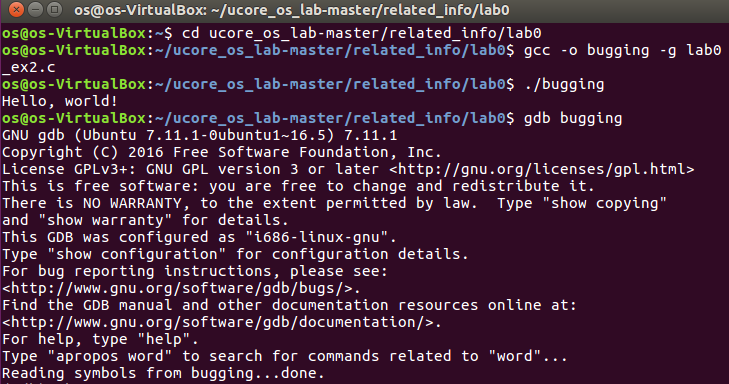 os@os-VirtualBox: ~/ucore_os_lab-master/related_info/lab0
os@os-VirtualBox:~$ cd ucore_os_lab-master/related_info/lab0
os@os-VirtualBox:~/ucore_os_lab-master/related_info/lab0$ gcc -o bugging -g lab0
_ex2.c
os@os-VirtualBox:~/ucore_os_lab-master/related_info/lab0$ ./bugging
Hello, world!
os@os-VirtualBox:~/ucore_os_lab-master/related_info/lab0$ gdb bugging
GNU gdb (Ubuntu 7.11.1-0ubuntu1~16.5) 7.11.1
Copyright (C) 2016 Free Software Foundation, Inc.
License GPLv3+: GNU GPL version 3 or later <http://gnu.org/licenses/gpl.html>
This is free software: you are free to change and redistribute it.
There is NO WARRANTY, to the extent permitted by law.  Type "show copying"
and "show warranty" for details.
This GDB was configured as "i686-linux-gnu".
Type "show configuration" for configuration details.
For bug reporting instructions, please see:
<http://www.gnu.org/software/gdb/bugs/>.
Find the GDB manual and other documentation resources online at:
<http://www.gnu.org/software/gdb/documentation/>.
For help, type "help".
Type "apropos word" to search for commands related to "word"...
Reading symbols from bugging...done.